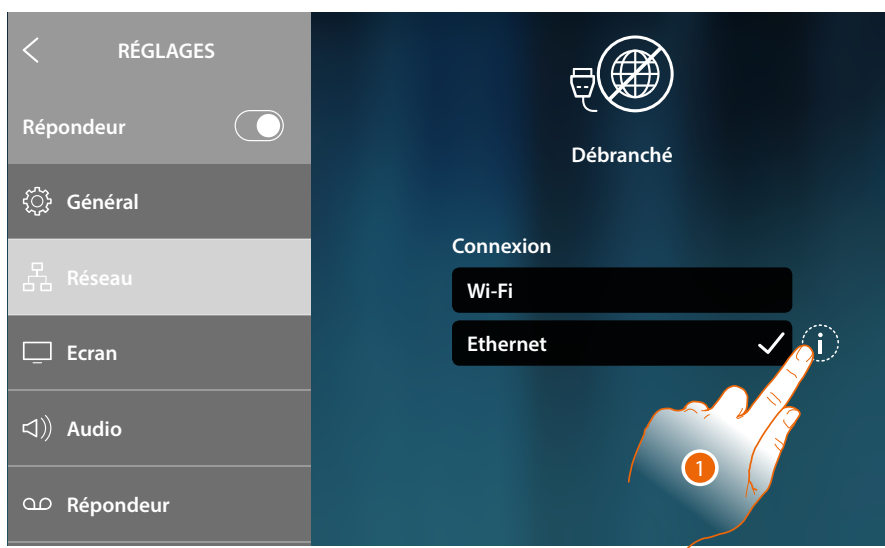 RÉGLAGES
Répondeur
Général
Réseau
Ecran
Audio
Répondeur
Débranché
Connexion
Wi-Fi
Ethernet
i
1